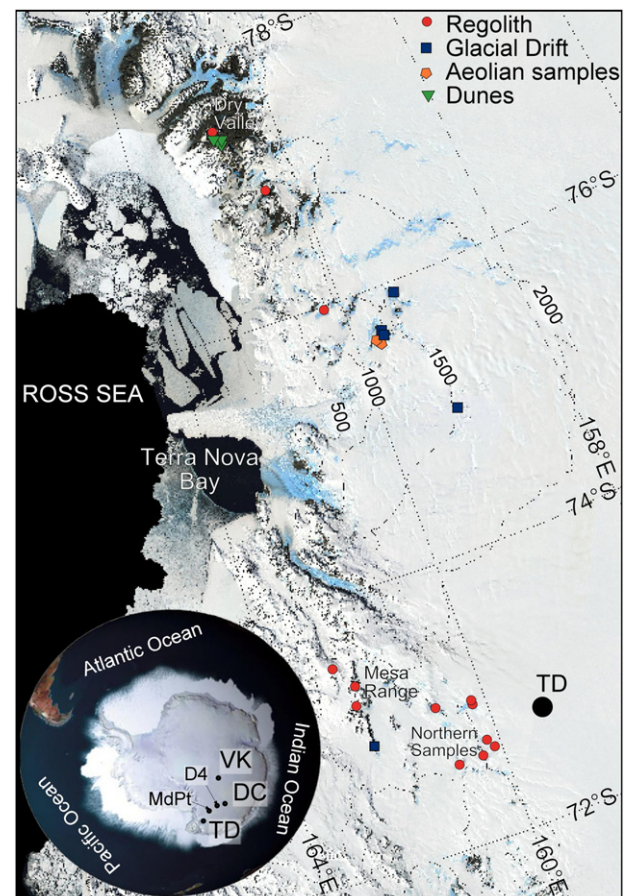 78°S
Regolith
Glacial Drift
Aeolian samples
Dunes
Dry
Valle
76°S
2000
1500
1000
500
ROSS SEA
158°E
Terra Nova
Bay
74°S
Mesa
Range
TD
Northern
Samples
72°S
160°E
164°E
Atlantic Ocean
Indian Ocean
Pacific Ocean
VK
D4
DC
MdPt
TD